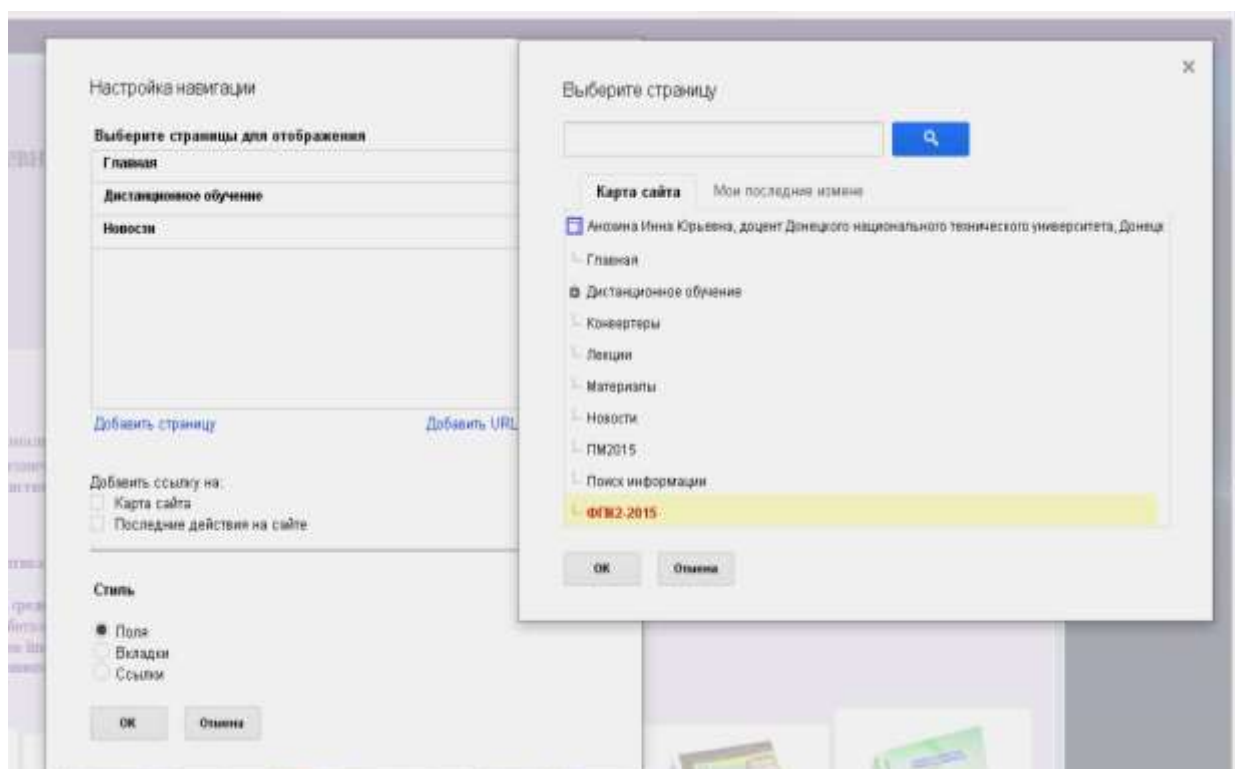 Настройка навигации
Выберите страницы для отображения
Главная
Дистанционное обучение
Новости
Добавить страницу
Добавить URL
Добавить ссылку на:
Карта сайта
Последние действия на сайте
Стиль
Поля
Вкладки
Ссылки
ОК
Отмена
Выберите страницу
Карта сайта
Мои последние измене
Инна Юрьевна, доцент Донецкого национального технического университета, Донецк
Главная
Дистанционное обучение
Конвертеры
Лекции
Материалы
Новости
ПМ2015
Поиск информации
2-2015
ОК
Отмена